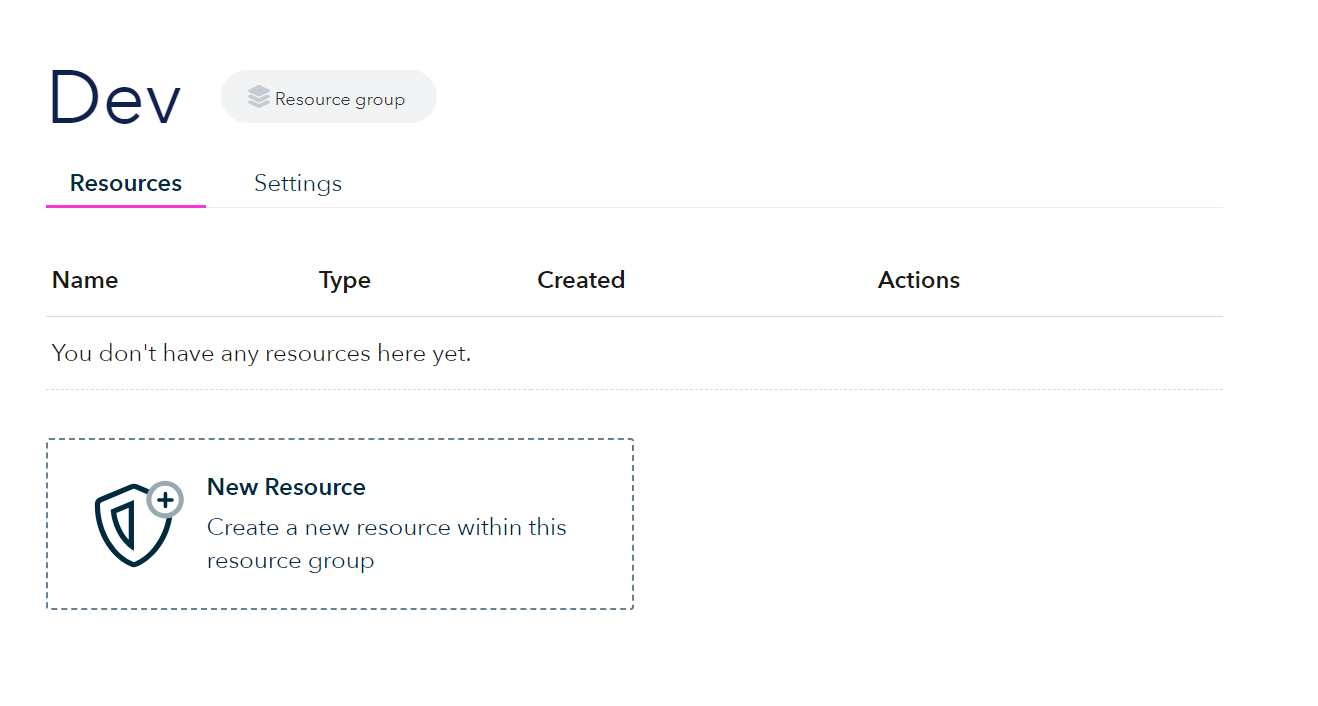 Dev
Resource group
Resources Settings
Name Type Created Actions
You don't have any resources here yet.
New Resource
Create a new resource within this
resource group